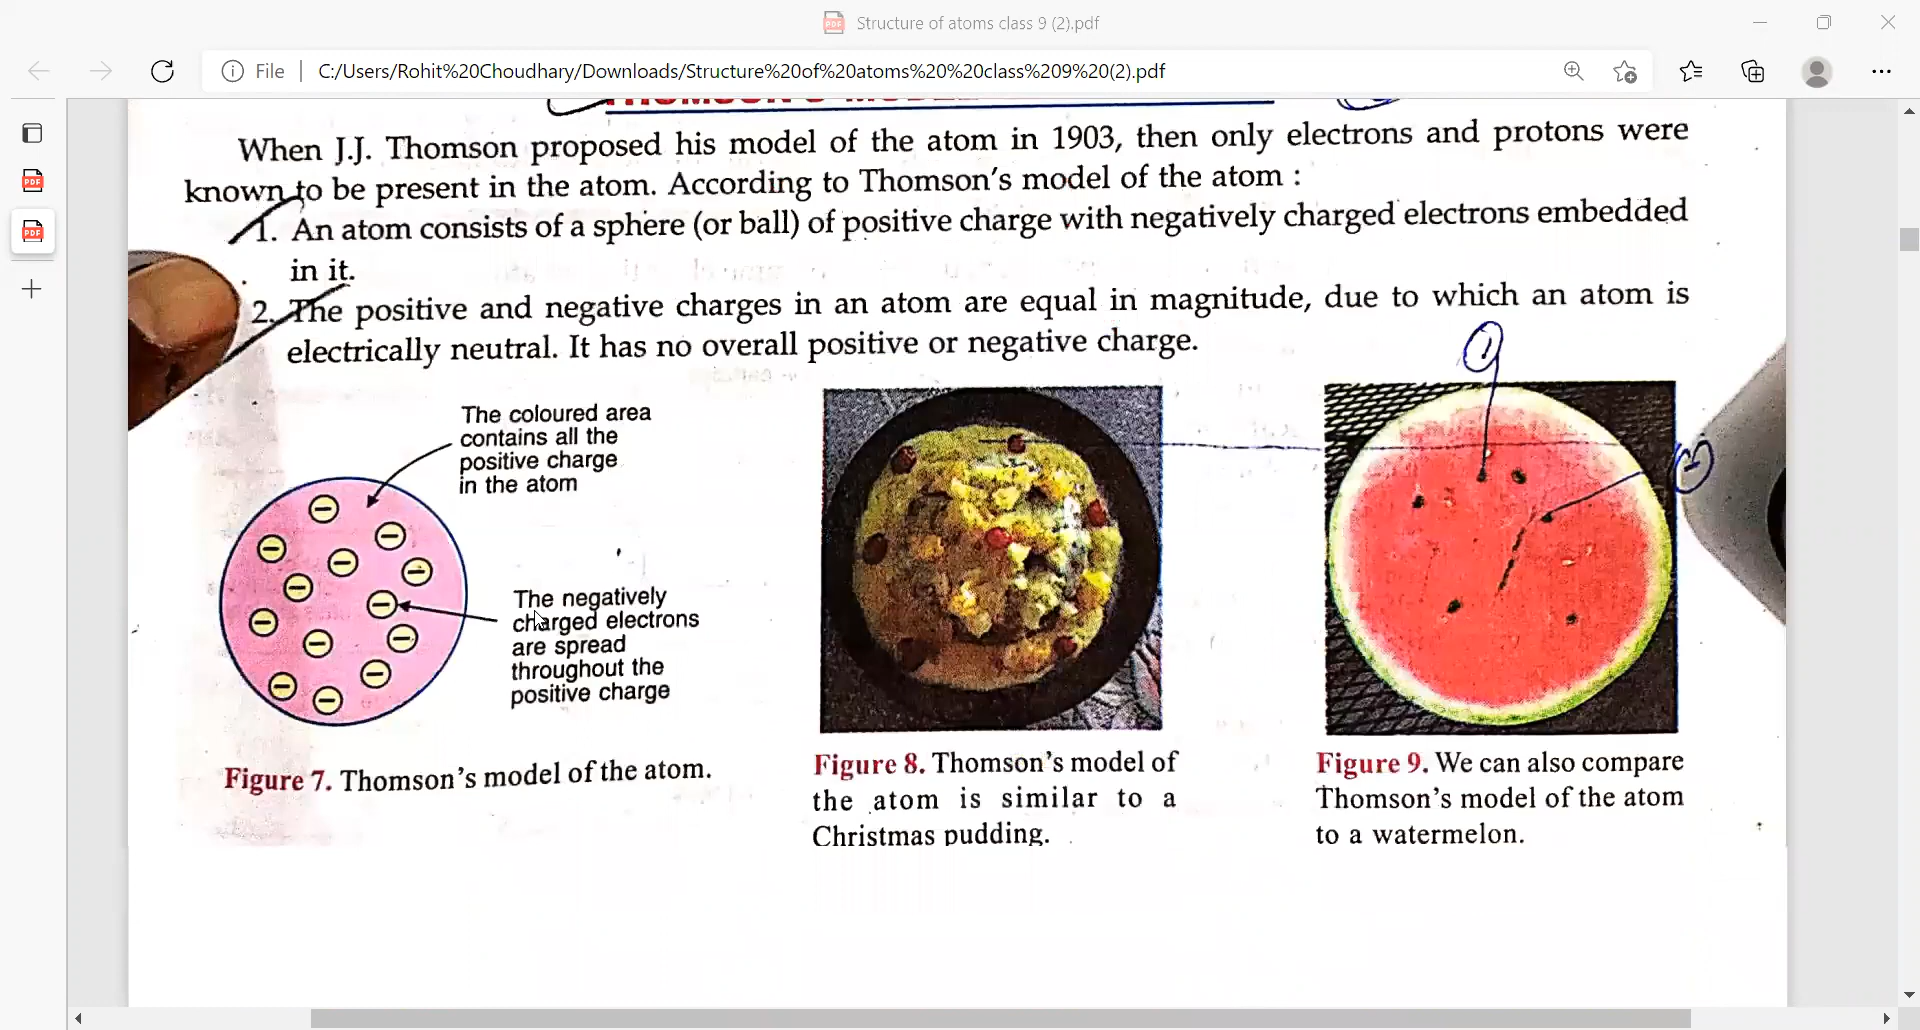 Structure of atoms class 9 (2).pdf
File C:/Users/Rohit%20Choudhary/Downloads/Structure%20of%20atoms%20%20class%209%20(2).pdf
When J.J. Thomson proposed his model of the atom in 1903, then only electrons and protons were
known to be present in the atom. According to Thomson's model of the atom :
1. An atom consists of a sphere (or ball) of positive charge with negatively charged electrons embedded
in it.
2. The positive and negative charges in an atom are equal in magnitude, due to which an atom is
electrically neutral. It has no overall positive or negative charge.
The coloured area
contains all the
positive charge
in the atom
The negatively
charged electrons
are spread
throughout the
positive charge
Figure 7. Thomson's model of the atom.
Figure 8. Thomson's model of
the atom is similar to a
Christmas pudding.
Figure 9. We can also compare
Thomson's model of the atom
to a watermelon.